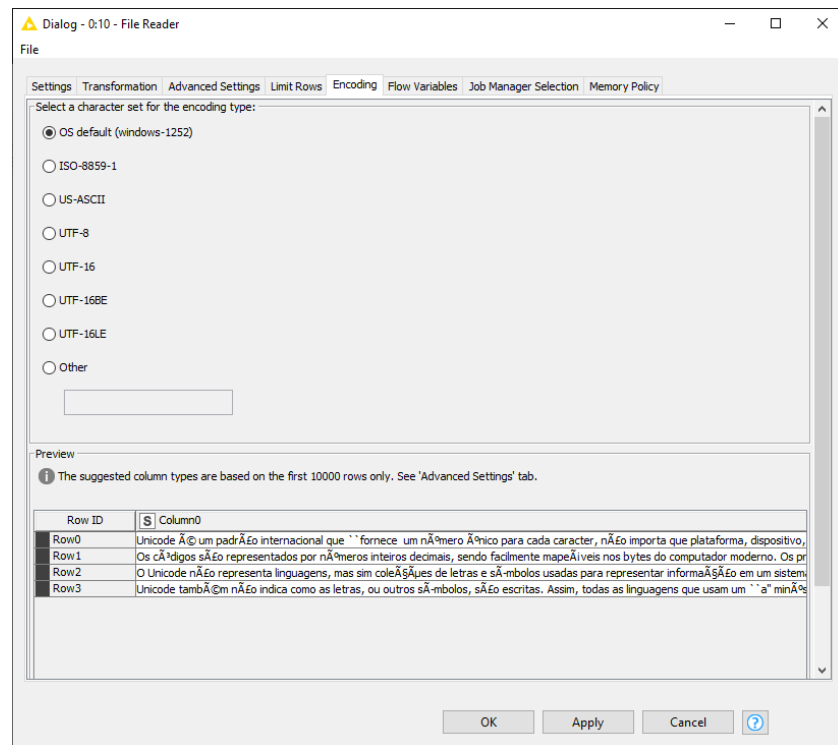 Dialog - 0:10 - File Reader
File
Settings Transformation Advanced Settings Limit Rows Encoding Flow Variables Job Manager Selection Memory Policy
Select a character set for the encoding type:
OS default (windows-1252)
ISO-8859-1
US-ASCII
UTF-8
UTF-16
UTF-16BE
UTF-16LE
Other
Preview
i The suggested column types are based on the first 10000 rows only. See 'Advanced Settings' tab.
Row ID S Column0
Row0 Unicode Ã© um padrÃ£o internacional que ``fornece um nÃºmero Ãºnico para cada caracter, nÃ£o importa que plataforma, dispositivo,
Row1 Os cÃ³digos sÃ£o representados por nÃºmeros inteiros decimais, sendo facilmente mapeÃ¡veis nos bytes do computador moderno. Os pr
Row2 O Unicode nÃ£o representa linguagens, mas sim coleÃ§Ãµes de letras e sÃ-mbolos usadas para representar informaÃ§Ã£o em um sistema
Row3 Unicode tambÃ©m nÃ£o indica como as letras, ou outros sÃ-mbolos, sÃ£o escritas. Assim, todas as linguagens que usam um ``a" minÃºs
OK Apply Cancel ?